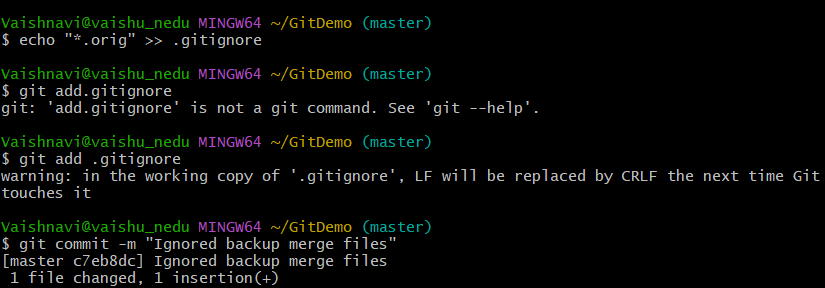 Vaishnavi@vaishu_nedu MINGW64 ~/GitDemo (master)
$ echo "*.orig" >> .gitignore
Vaishnavi@vaishu_nedu MINGW64 ~/GitDemo (master)
$ git add.gitignore
git: 'add.gitignore' is not a git command. See 'git --help'.
Vaishnavi@vaishu_nedu MINGW64 ~/GitDemo (master)
$ git add .gitignore
warning: in the working copy of '.gitignore', LF will be replaced by CRLF the next time Git
touches it
Vaishnavi@vaishu_nedu MINGW64 ~/GitDemo (master)
$ git commit -m "Ignored backup merge files"
[master c7eb8dc] Ignored backup merge files
 1 file changed, 1 insertion(+)